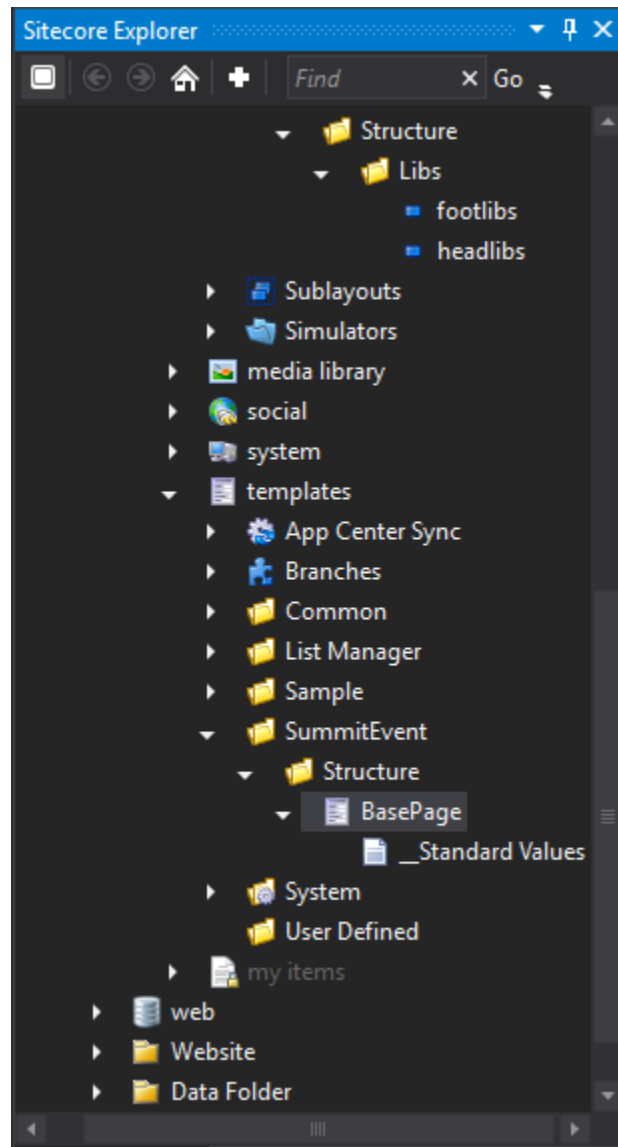 Sitecore Explorer
Find
Go
Structure
Libs
footlibs
headlibs
Sublayouts
Simulators
media library
social
system
templates
App Center Sync
Branches
Common
List Manager
Sample
SummitEvent
Structure
BasePage
__Standard Values
System
User Defined
my items
web
Website
Data Folder